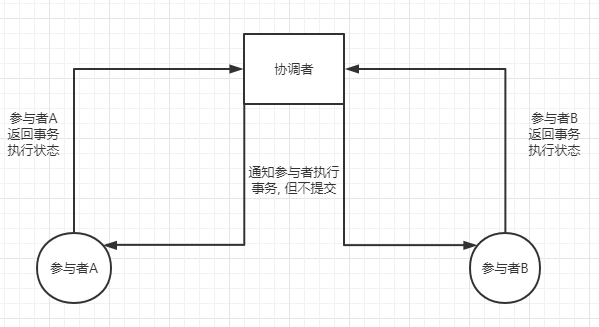 协调者
参与者A
返回事务
执行状态
通知参与者执行
事务, 但不提交
参与者B
返回事务
执行状态
参与者A
参与者B